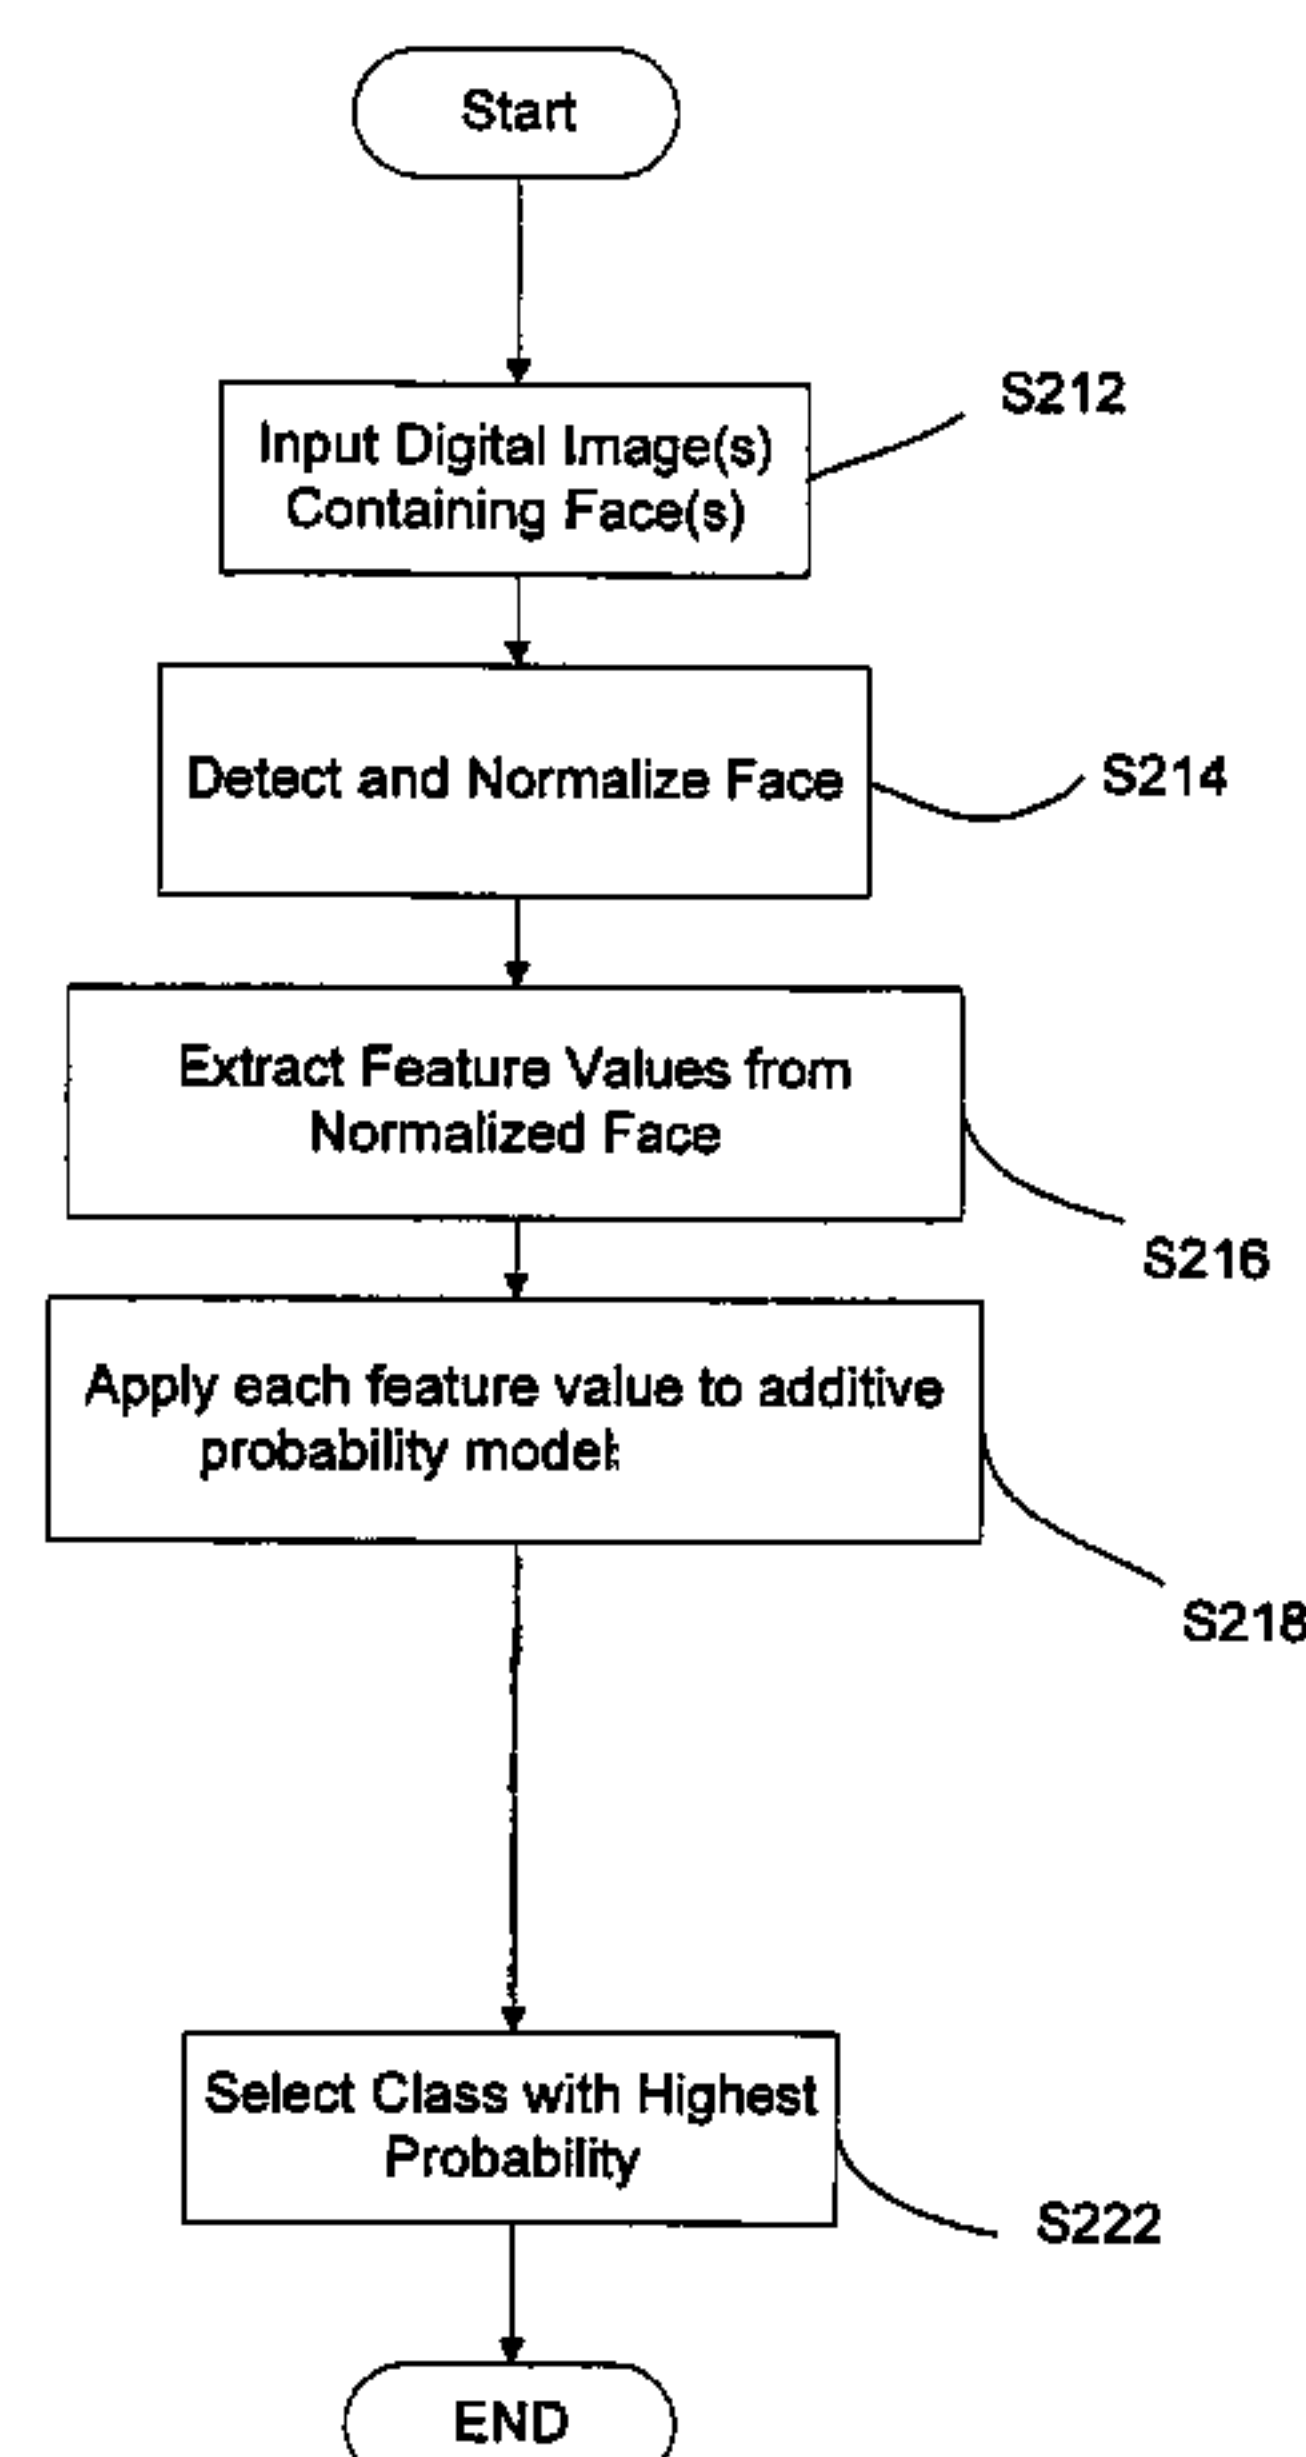 Start
Input Digital Image(s)
Containing Face(s)
S212
Detect and Normalize Face
S214
Extract Feature Values from
Normalized Face
S216
Apply each feature value to additive
probability model
S218
Select Class with Highest
Probability
S222
END